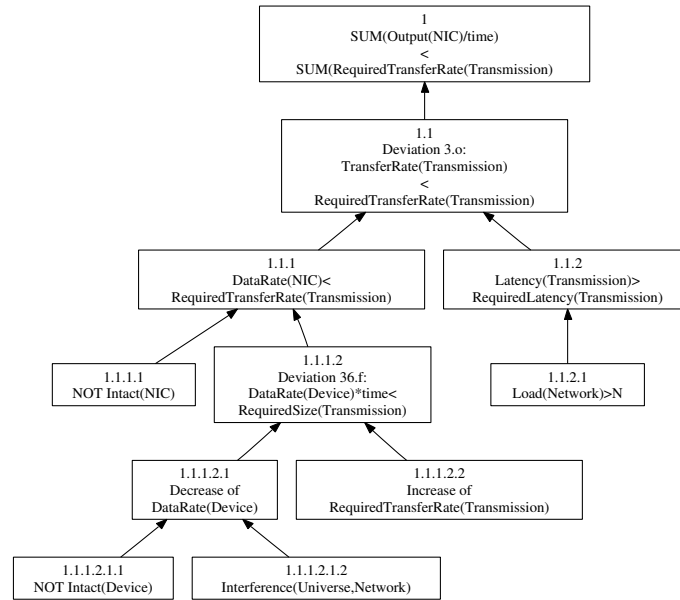 1
SUM(Output(NIC)/time)
<
SUM(RequiredTransferRate(Transmission)
1.1
Deviation 3.o:
TransferRate(Transmission)
<
RequiredTransferRate(Transmission)
1.1.1
DataRate(NIC)<
RequiredTransferRate(Transmission)
1.1.2
Latency(Transmission)>
RequiredLatency(Transmission)
1.1.1.1
NOT Intact(NIC)
1.1.1.2
Deviation 36.f:
DataRate(Device)*time<
RequiredSize(Transmission)
1.1.2.1
Load(Network)>N
1.1.1.2.1
Decrease of
DataRate(Device)
1.1.1.2.2
Increase of
RequiredTransferRate(Transmission)
1.1.1.2.1.1
NOT Intact(Device)
1.1.1.2.1.2
Interference(Universe,Network)